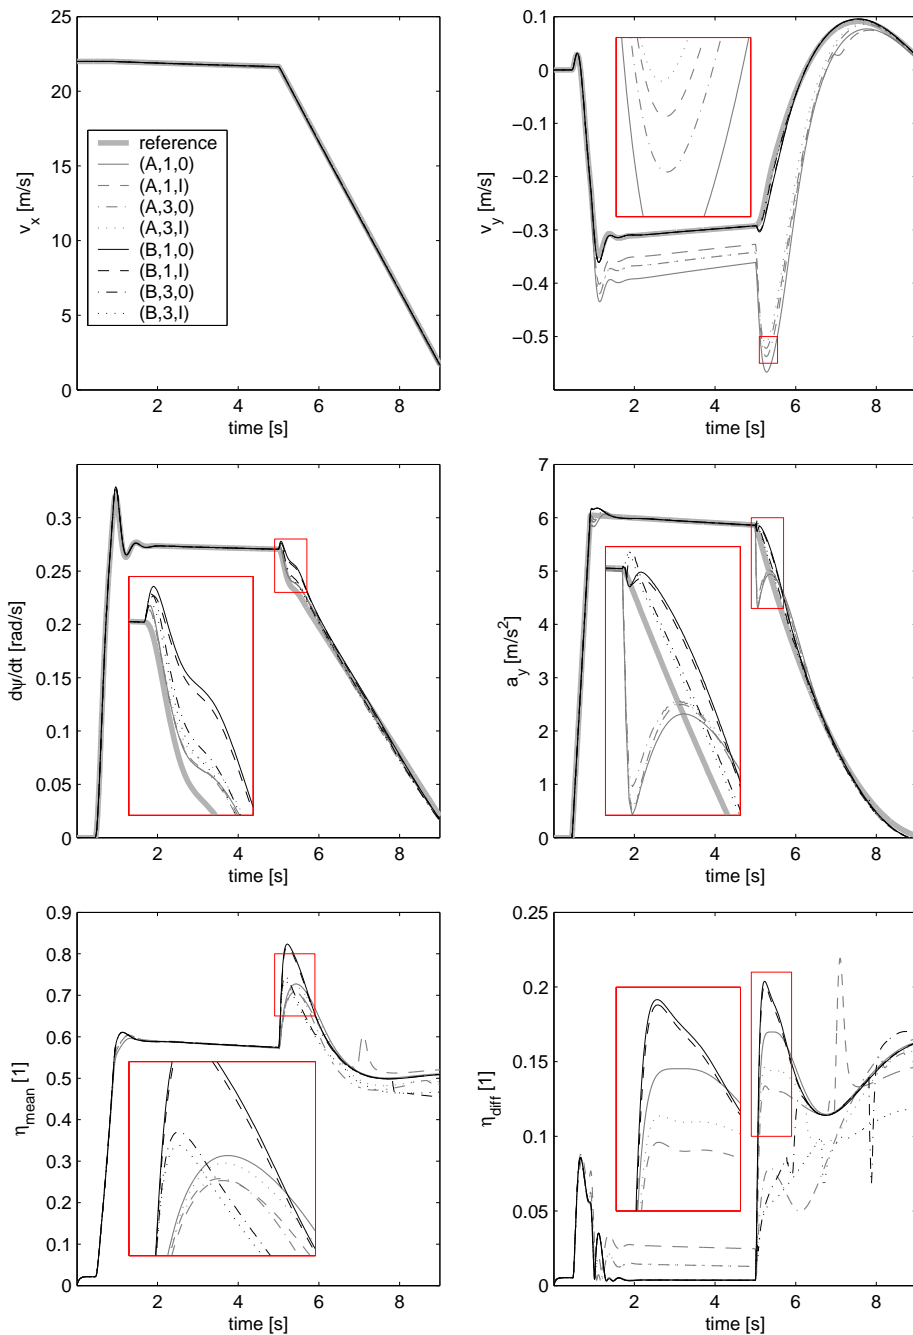 25
20
15
10
5
0
v_x [m/s]
reference
(A,1,0)
(A,1,I)
(A,3,0)
(A,3,I)
(B,1,0)
(B,1,I)
(B,3,0)
(B,3,I)
2 4 6 8
time [s]
0.1
0
−0.1
−0.2
−0.3
−0.4
−0.5
v_y [m/s]
2 4 6 8
time [s]
0.3
0.25
0.2
0.15
0.1
0.05
0
dψ/dt [rad/s]
2 4 6 8
time [s]
7
6
5
4
3
2
1
0
a_y [m/s²]
2 4 6 8
time [s]
0.9
0.8
0.7
0.6
0.5
0.4
0.3
0.2
0.1
0
η_mean [1]
2 4 6 8
time [s]
0.25
0.2
0.15
0.1
0.05
0
η_diff [1]
2 4 6 8
time [s]